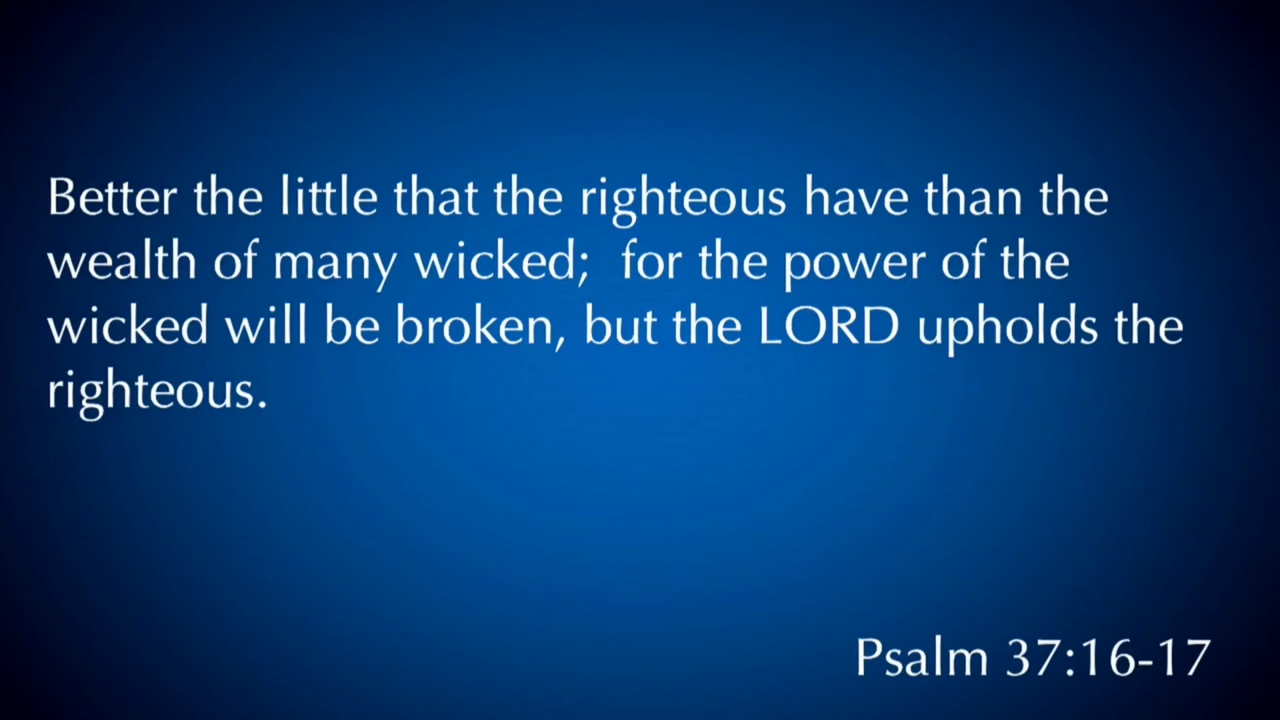 Better the little that the righteous have than the
wealth of many wicked;  for the power of the
wicked will be broken, but the LORD upholds the
righteous.
Psalm 37:16-17